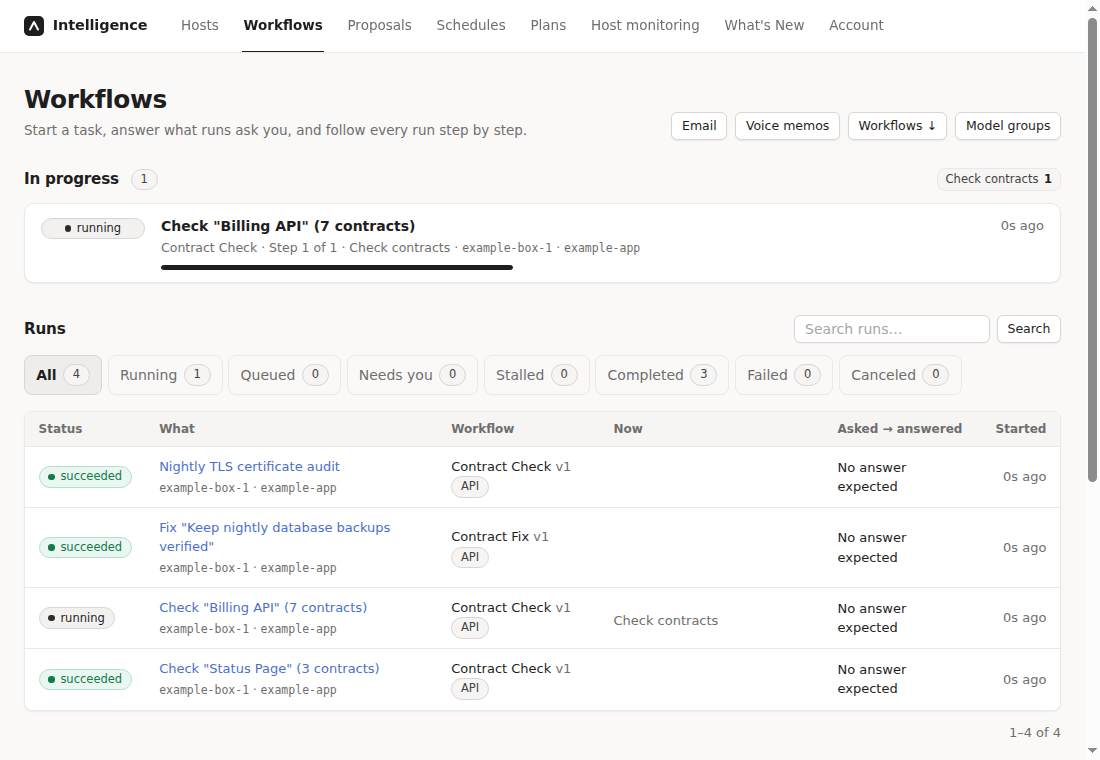 Intelligence Hosts Workflows Proposals Schedules Plans Host monitoring What's New Account
Workflows
Start a task, answer what runs ask you, and follow every run step by step.
Email Voice memos Workflows ↓ Model groups
In progress 1
Check contracts 1
running
Check "Billing API" (7 contracts)
0s ago
Contract Check · Step 1 of 1 · Check contracts · example-box-1 · example-app
Runs
Search runs...
Search
All 4 Running 1 Queued 0 Needs you 0 Stalled 0 Completed 3 Failed 0 Canceled 0
Status What Workflow Now Asked → answered Started
succeeded
Nightly TLS certificate audit
example-box-1 · example-app
Contract Check v1
API
No answer
expected
0s ago
succeeded
Fix "Keep nightly database backups
verified"
example-box-1 · example-app
Contract Fix v1
API
No answer
expected
0s ago
running
Check "Billing API" (7 contracts)
example-box-1 · example-app
Contract Check v1
API
Check contracts
No answer
expected
0s ago
succeeded
Check "Status Page" (3 contracts)
example-box-1 · example-app
Contract Check v1
API
No answer
expected
0s ago
1–4 of 4